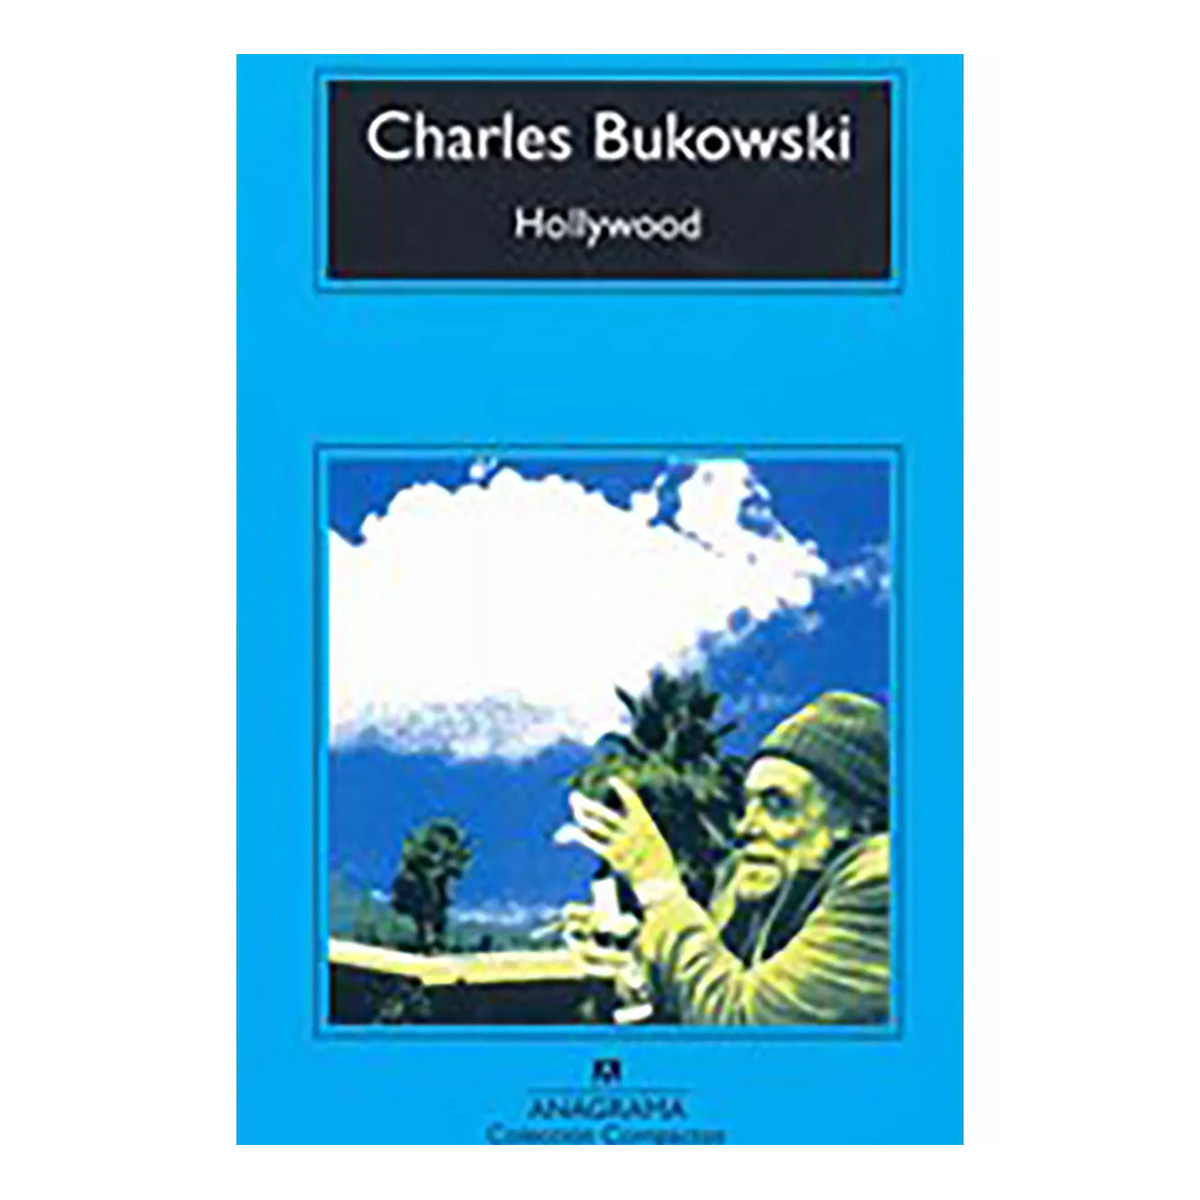 Charles Bukowski
Hollywood
ANAGRAMA
Colección Compactos